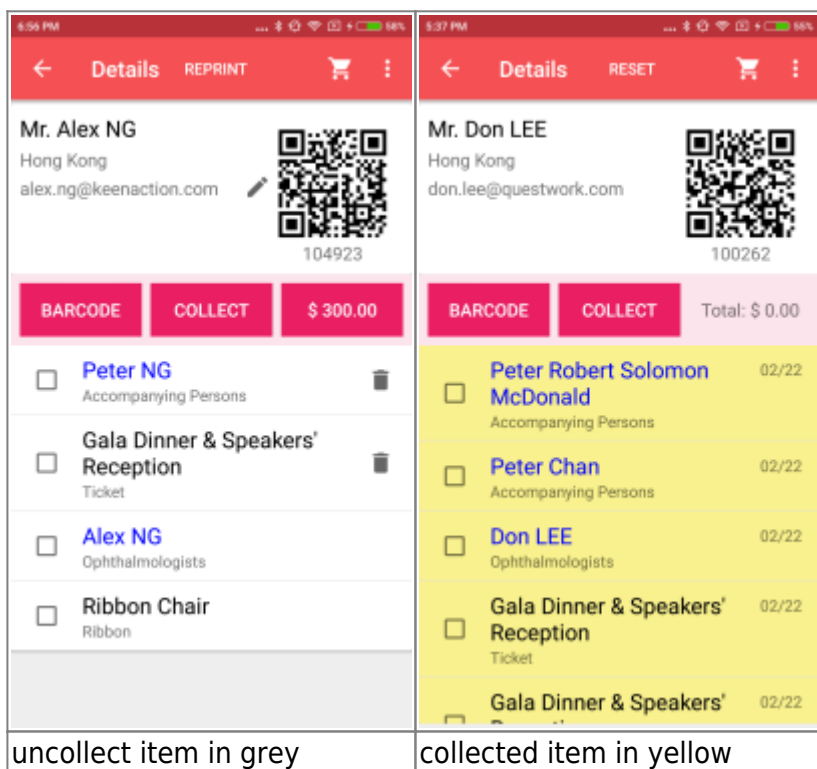 6:56 PM
58%
Details REPRINT
Mr. Alex NG
Hong Kong
alex.ng@keenaction.com
104923
BARCODE COLLECT $ 300.00
Peter NG
Accompanying Persons
Gala Dinner & Speakers'
Reception
Ticket
Alex NG
Ophthalmologists
Ribbon Chair
Ribbon
uncollect item in grey
5:37 PM
55%
Details RESET
Mr. Don LEE
Hong Kong
don.lee@questwork.com
100262
BARCODE COLLECT Total: $ 0.00
Peter Robert Solomon 02/22
McDonald
Accompanying Persons
Peter Chan 02/22
Accompanying Persons
Don LEE 02/22
Ophthalmologists
Gala Dinner & Speakers' 02/22
Reception
Ticket
Gala Dinner & Speakers' 02/22
collected item in yellow